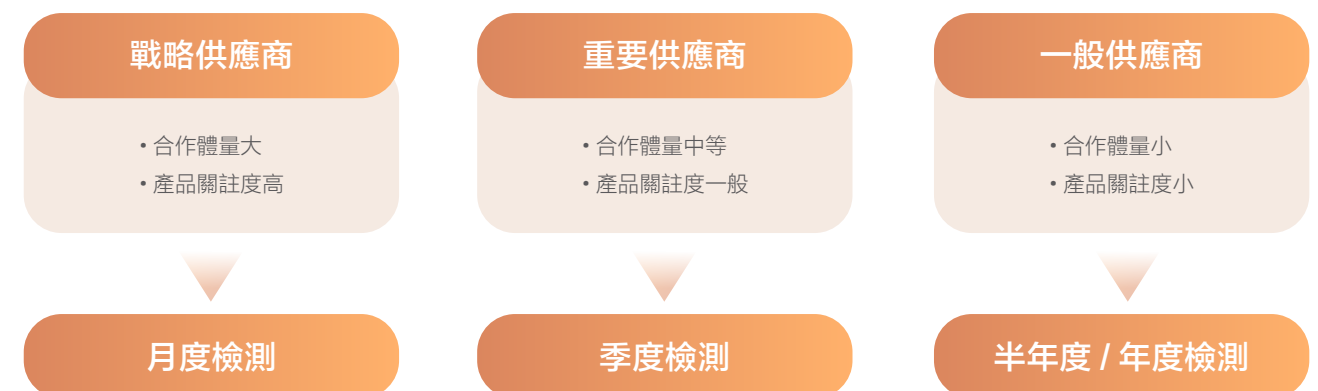 戰略供應商
• 合作體量大
• 產品關註度高
月度檢測
重要供應商
• 合作體量中等
• 產品關註度一般
季度檢測
一般供應商
• 合作體量小
• 產品關註度小
半年度 / 年度檢測